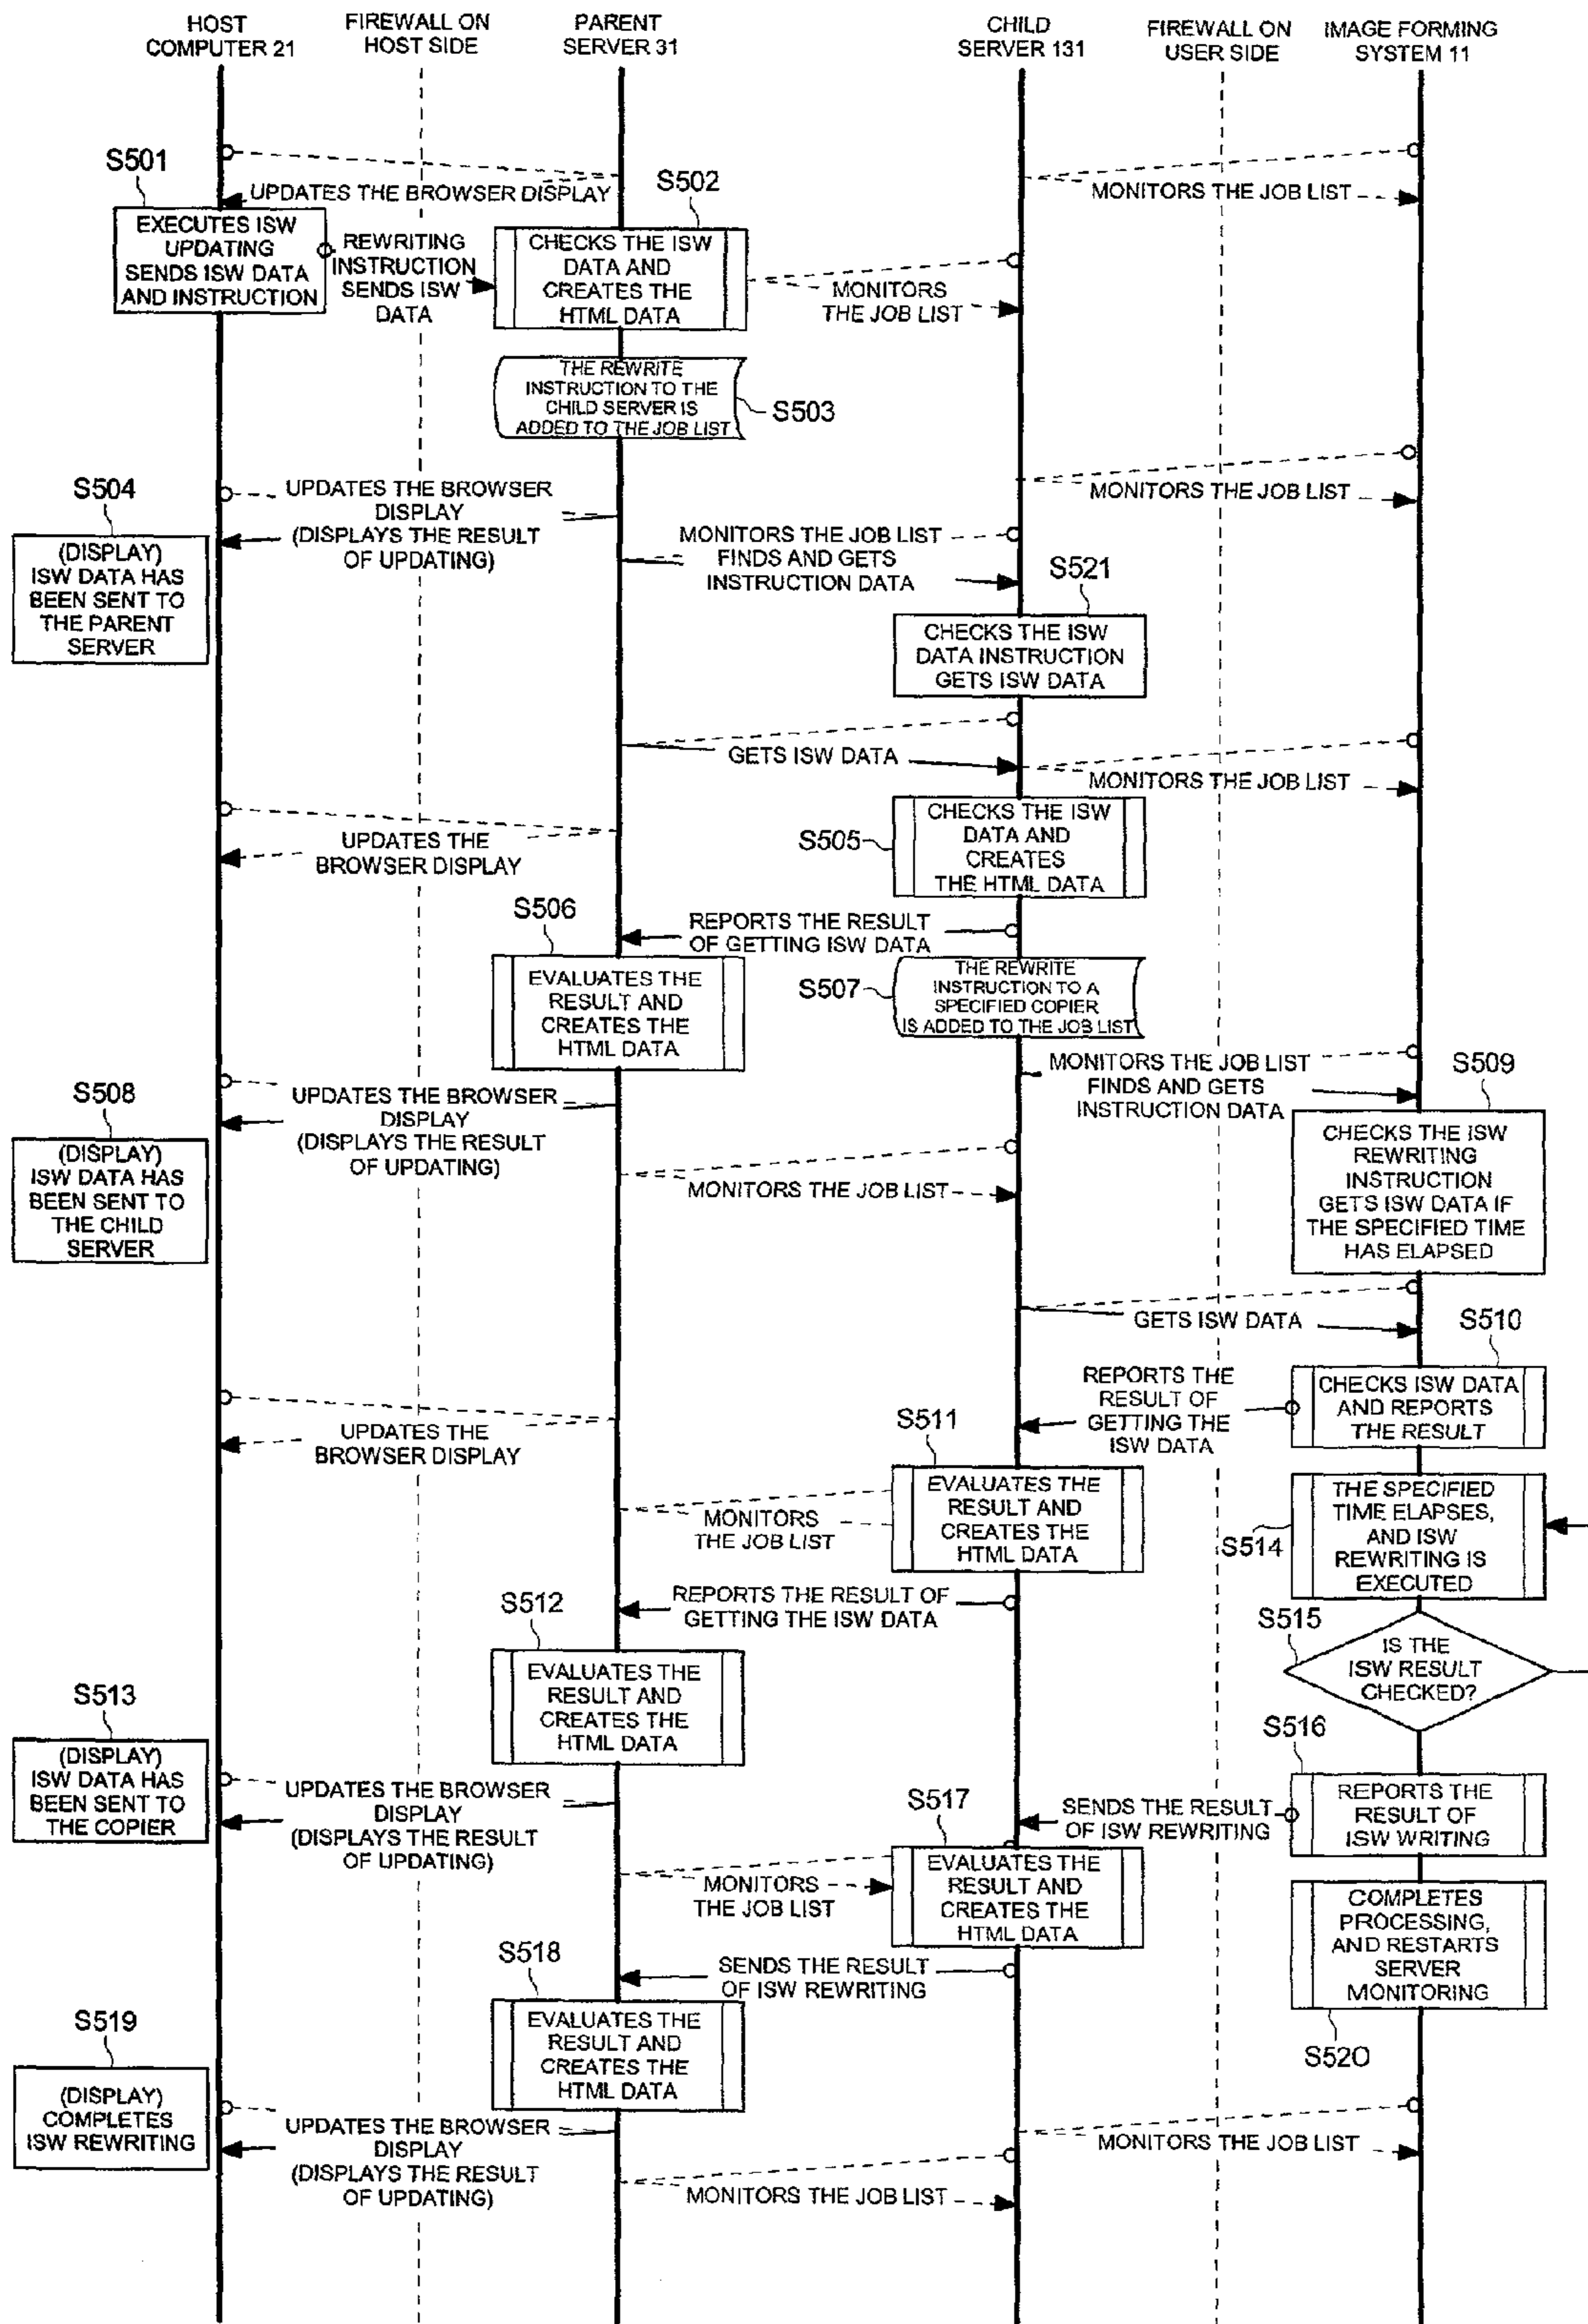 HOST
COMPUTER 21
FIREWALL ON
HOST SIDE
PARENT
SERVER 31
CHILD
SERVER 131
FIREWALL ON
USER SIDE
IMAGE FORMING
SYSTEM 11
S501
UPDATES THE BROWSER DISPLAY
S502
MONITORS THE JOB LIST
EXECUTES ISW
UPDATING
SENDS ISW DATA
AND INSTRUCTION
REWRITING
INSTRUCTION
SENDS ISW
DATA
CHECKS THE ISW
DATA AND
CREATES THE
HTML DATA
MONITORS
THE JOB LIST
THE REWRITE
INSTRUCTION TO THE
CHILD SERVER IS
ADDED TO THE JOB LIST
S503
S504
UPDATES THE BROWSER
DISPLAY
(DISPLAYS THE RESULT
OF UPDATING)
MONITORS THE JOB LIST
(DISPLAY)
ISW DATA HAS
BEEN SENT TO
THE PARENT
SERVER
MONITORS THE JOB LIST
FINDS AND GETS
INSTRUCTION DATA
S521
CHECKS THE ISW
DATA INSTRUCTION
GETS ISW DATA
GETS ISW DATA
MONITORS THE JOB LIST
UPDATES THE
BROWSER DISPLAY
S505
CHECKS THE ISW
DATA AND
CREATES
THE HTML DATA
S506
REPORTS THE RESULT
OF GETTING ISW DATA
EVALUATES THE
RESULT AND
CREATES THE
HTML DATA
S507
THE REWRITE
INSTRUCTION TO A
SPECIFIED COPIER
IS ADDED TO THE JOB LIST
S508
UPDATES THE BROWSER
DISPLAY
(DISPLAYS THE RESULT
OF UPDATING)
MONITORS THE JOB LIST
FINDS AND GETS
INSTRUCTION DATA
S509
(DISPLAY)
ISW DATA HAS
BEEN SENT TO
THE CHILD
SERVER
MONITORS THE JOB LIST
CHECKS THE ISW
REWRITING
INSTRUCTION
GETS ISW DATA IF
THE SPECIFIED TIME
HAS ELAPSED
GETS ISW DATA
S510
UPDATES THE
BROWSER DISPLAY
S511
REPORTS THE
RESULT OF
GETTING THE
ISW DATA
CHECKS ISW DATA
AND REPORTS
THE RESULT
MONITORS
THE JOB LIST
EVALUATES THE
RESULT AND
CREATES THE
HTML DATA
S514
THE SPECIFIED
TIME ELAPSES,
AND ISW
REWRITING IS
EXECUTED
S512
REPORTS THE RESULT OF
GETTING THE ISW DATA
S515
IS THE
ISW RESULT
CHECKED?
S513
EVALUATES THE
RESULT AND
CREATES THE
HTML DATA
S516
(DISPLAY)
ISW DATA HAS
BEEN SENT TO
THE COPIER
UPDATES THE BROWSER
DISPLAY
(DISPLAYS THE RESULT
OF UPDATING)
S517
SENDS THE RESULT
OF ISW REWRITING
REPORTS THE
RESULT OF
ISW WRITING
MONITORS
THE JOB LIST
EVALUATES THE
RESULT AND
CREATES THE
HTML DATA
COMPLETES
PROCESSING,
AND RESTARTS
SERVER
MONITORING
S518
SENDS THE RESULT
OF ISW REWRITING
S519
EVALUATES THE
RESULT AND
CREATES THE
HTML DATA
S520
(DISPLAY)
COMPLETES
ISW REWRITING
UPDATES THE BROWSER
DISPLAY
(DISPLAYS THE RESULT
OF UPDATING)
MONITORS THE JOB LIST
MONITORS THE JOB LIST